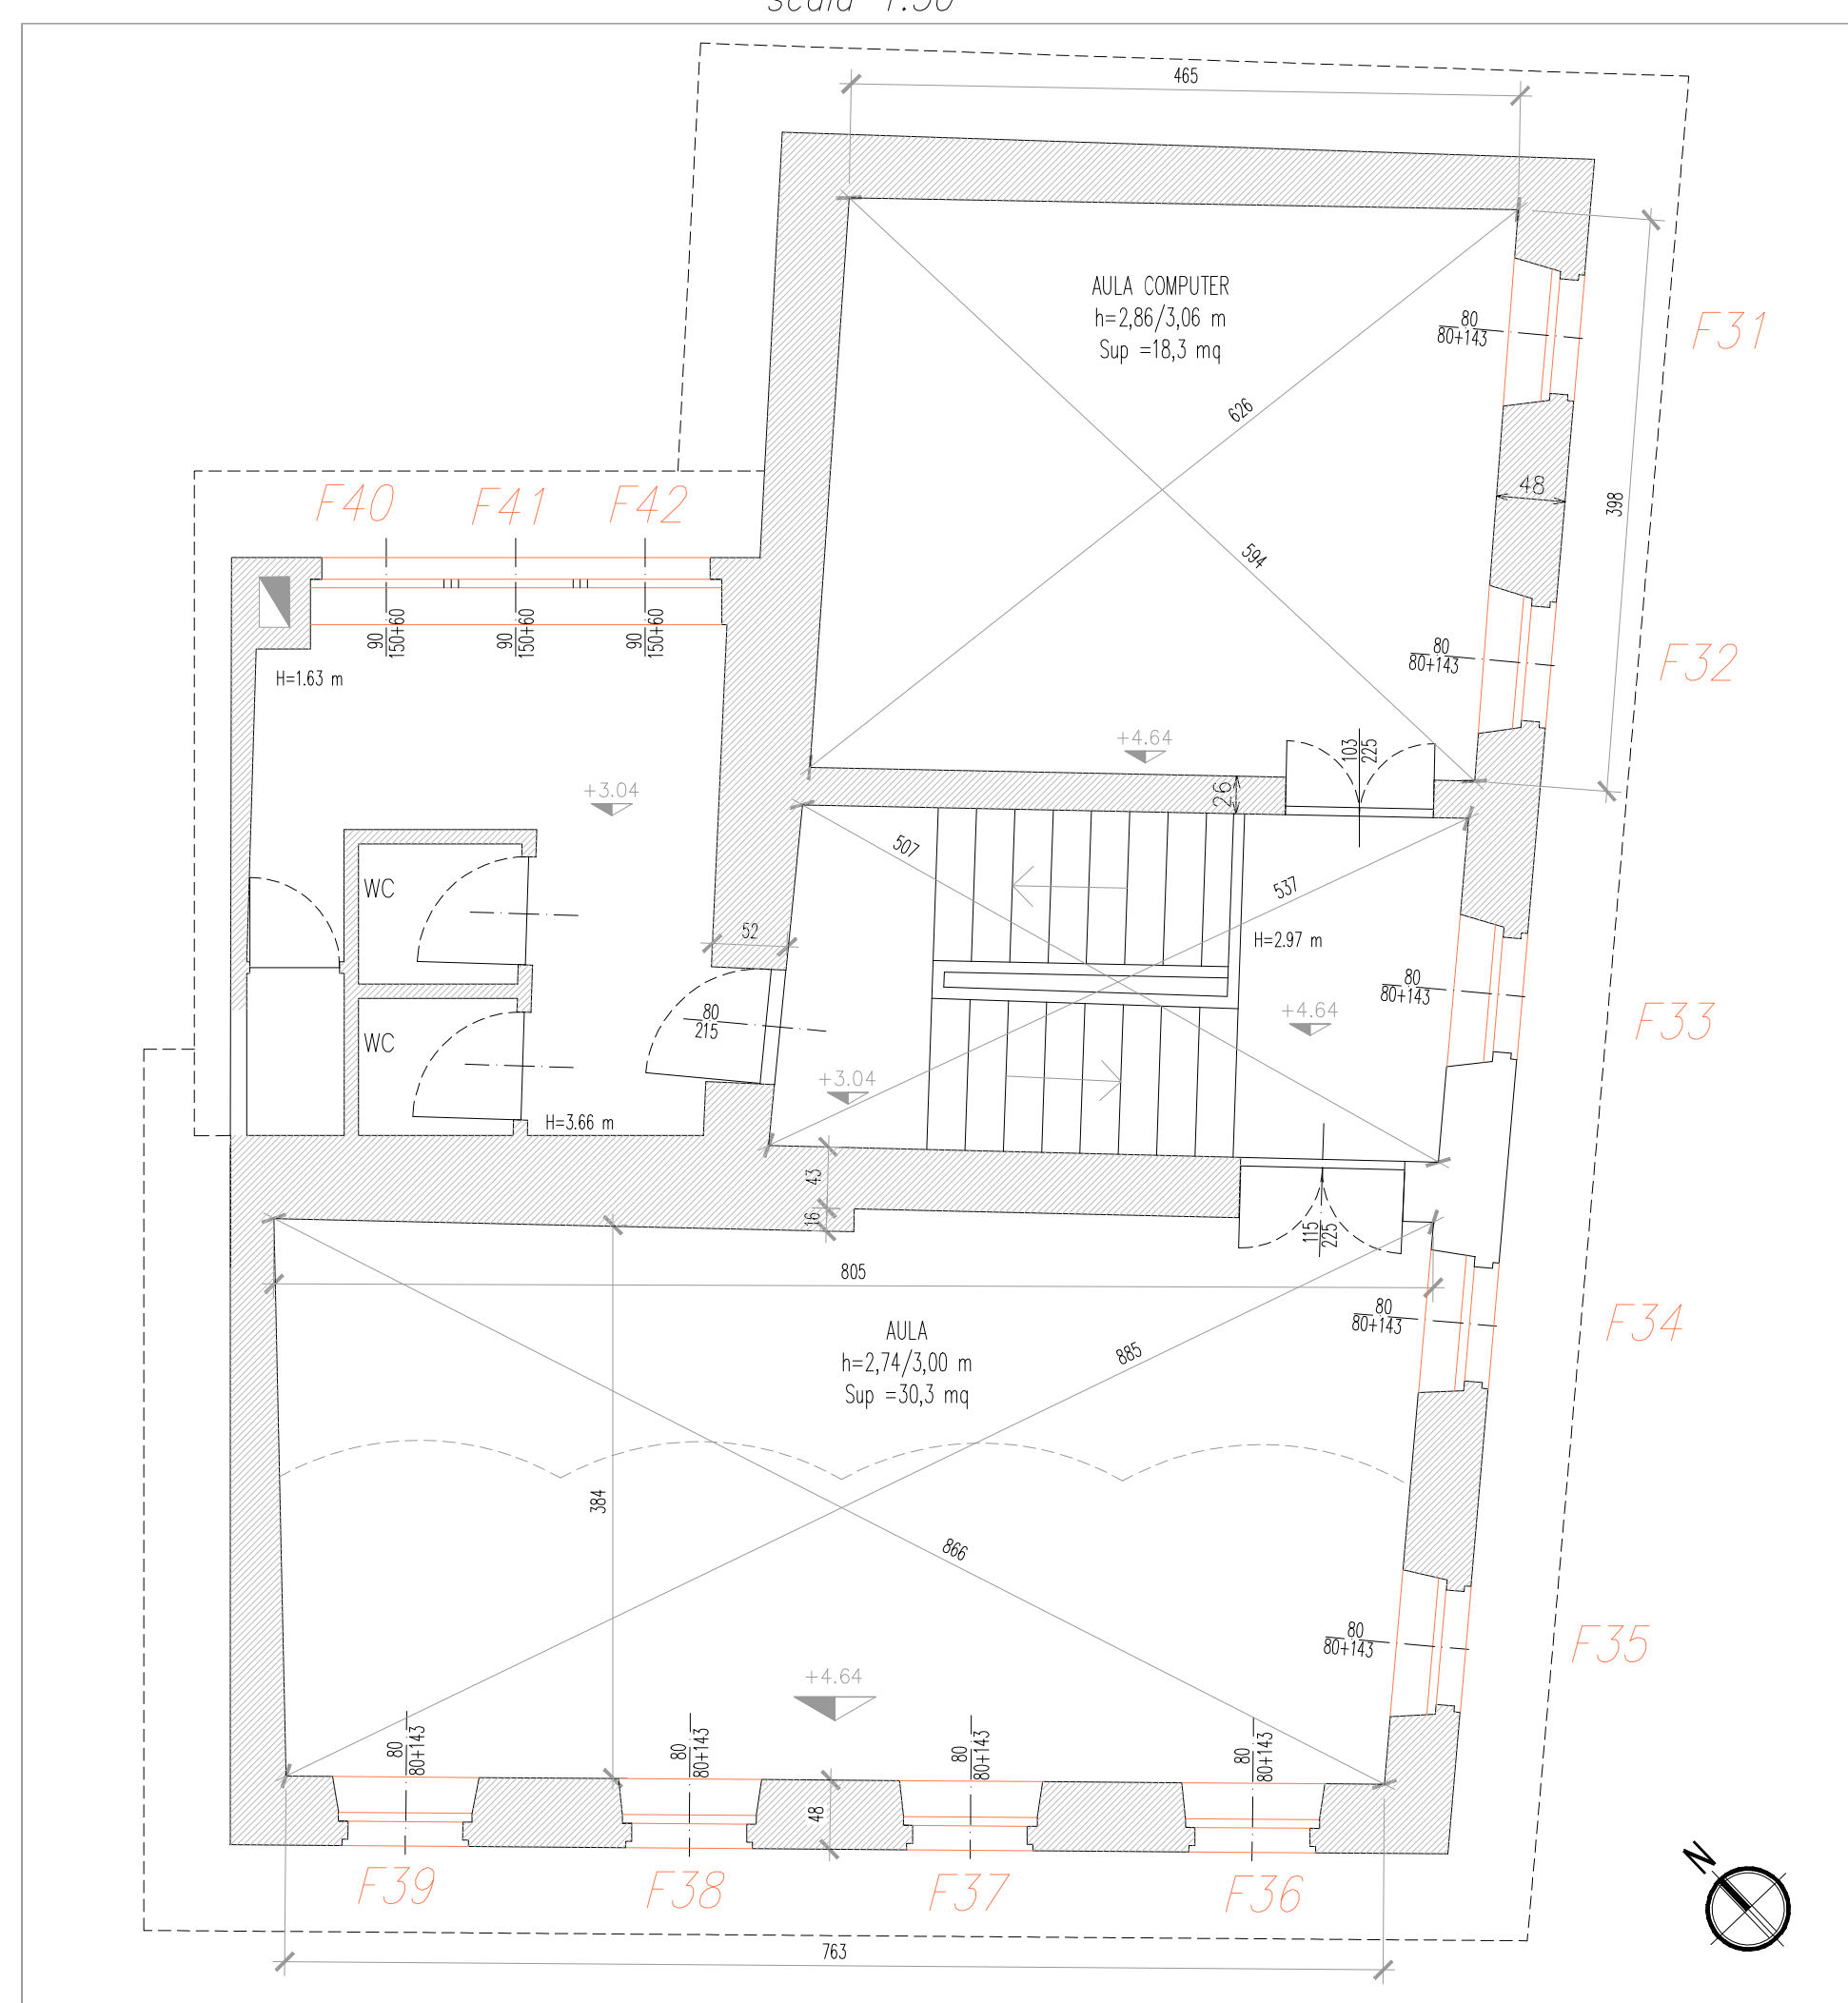 465
AULA COMPUTER
h=2,86/3,06 m
Sup =18,3 mq
80
80+143
F31
626
594
48
398
F40
F41
F42
90
150+60
90
150+60
90
150+60
H=1.63 m
80
80+143
F32
+4.64
103
225
+3.04
26
507
537
WC
52
H=2.97 m
80
80+143
F33
+4.64
80
215
WC
+3.04
H=3.66 m
43
16
115
225
805
80
80+143
F34
AULA
h=2,74/3,00 m
Sup =30,3 mq
885
384
866
80
80+143
F35
+4.64
80
80+143
80
80+143
80
80+143
80
80+143
48
F39
F38
F37
F36
N
763